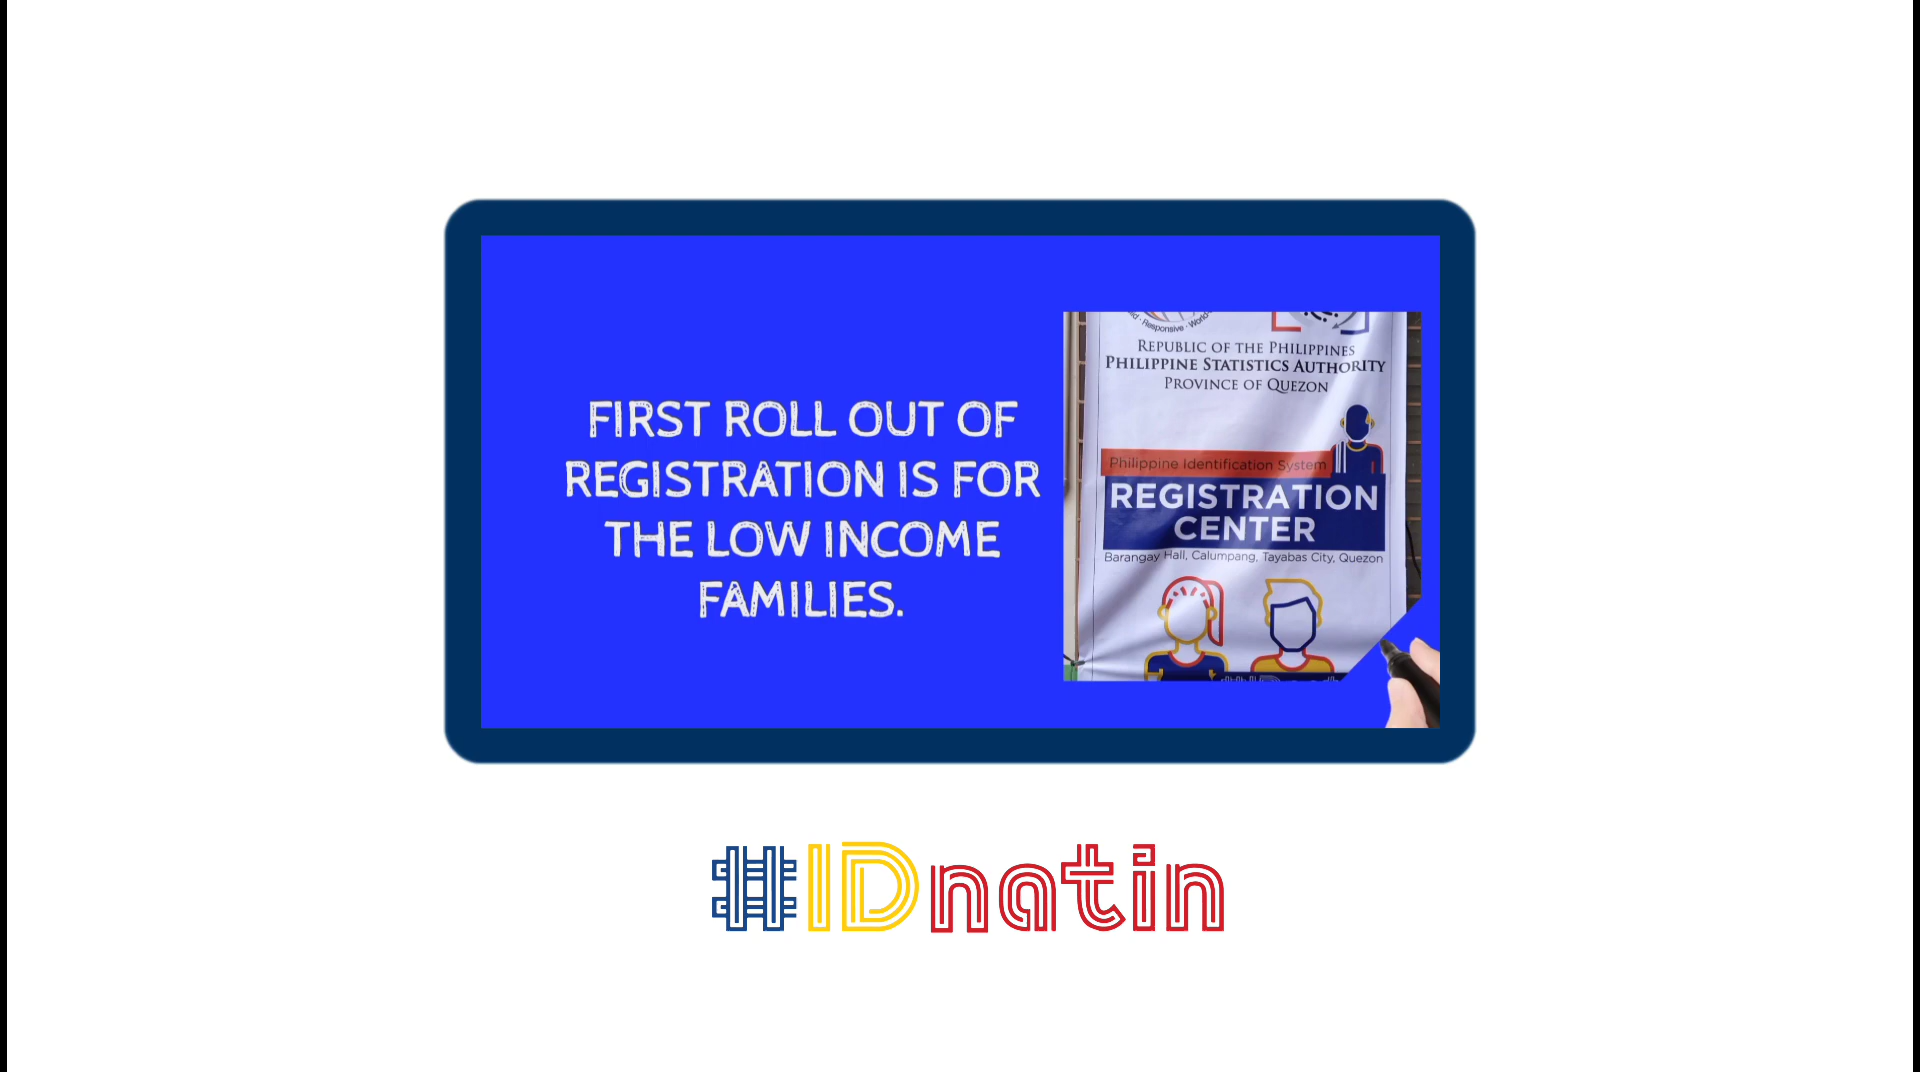 FIRST ROLL OUT OF
REGISTRATION IS FOR
THE LOW INCOME
FAMILIES.
Responsive
REPUBLIC OF THE PHILIPPINES
PHILIPPINE STATISTICS AUTHORITY
PROVINCE OF QUEZON
Philippine Identification System
REGISTRATION
CENTER
Barangay Hall, Calumpang, Tayabas City, Quezon
#IDnatin